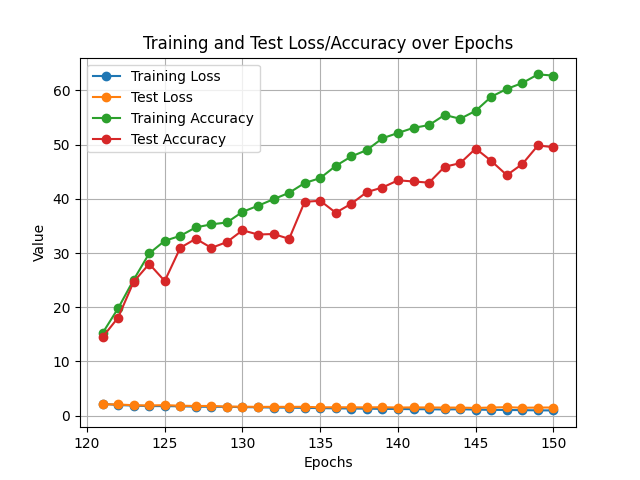 Training and Test Loss/Accuracy over Epochs
Training Loss
Test Loss
Training Accuracy
Test Accuracy
Value
60
50
40
30
20
10
0
120
125
130
135
140
145
150
Epochs